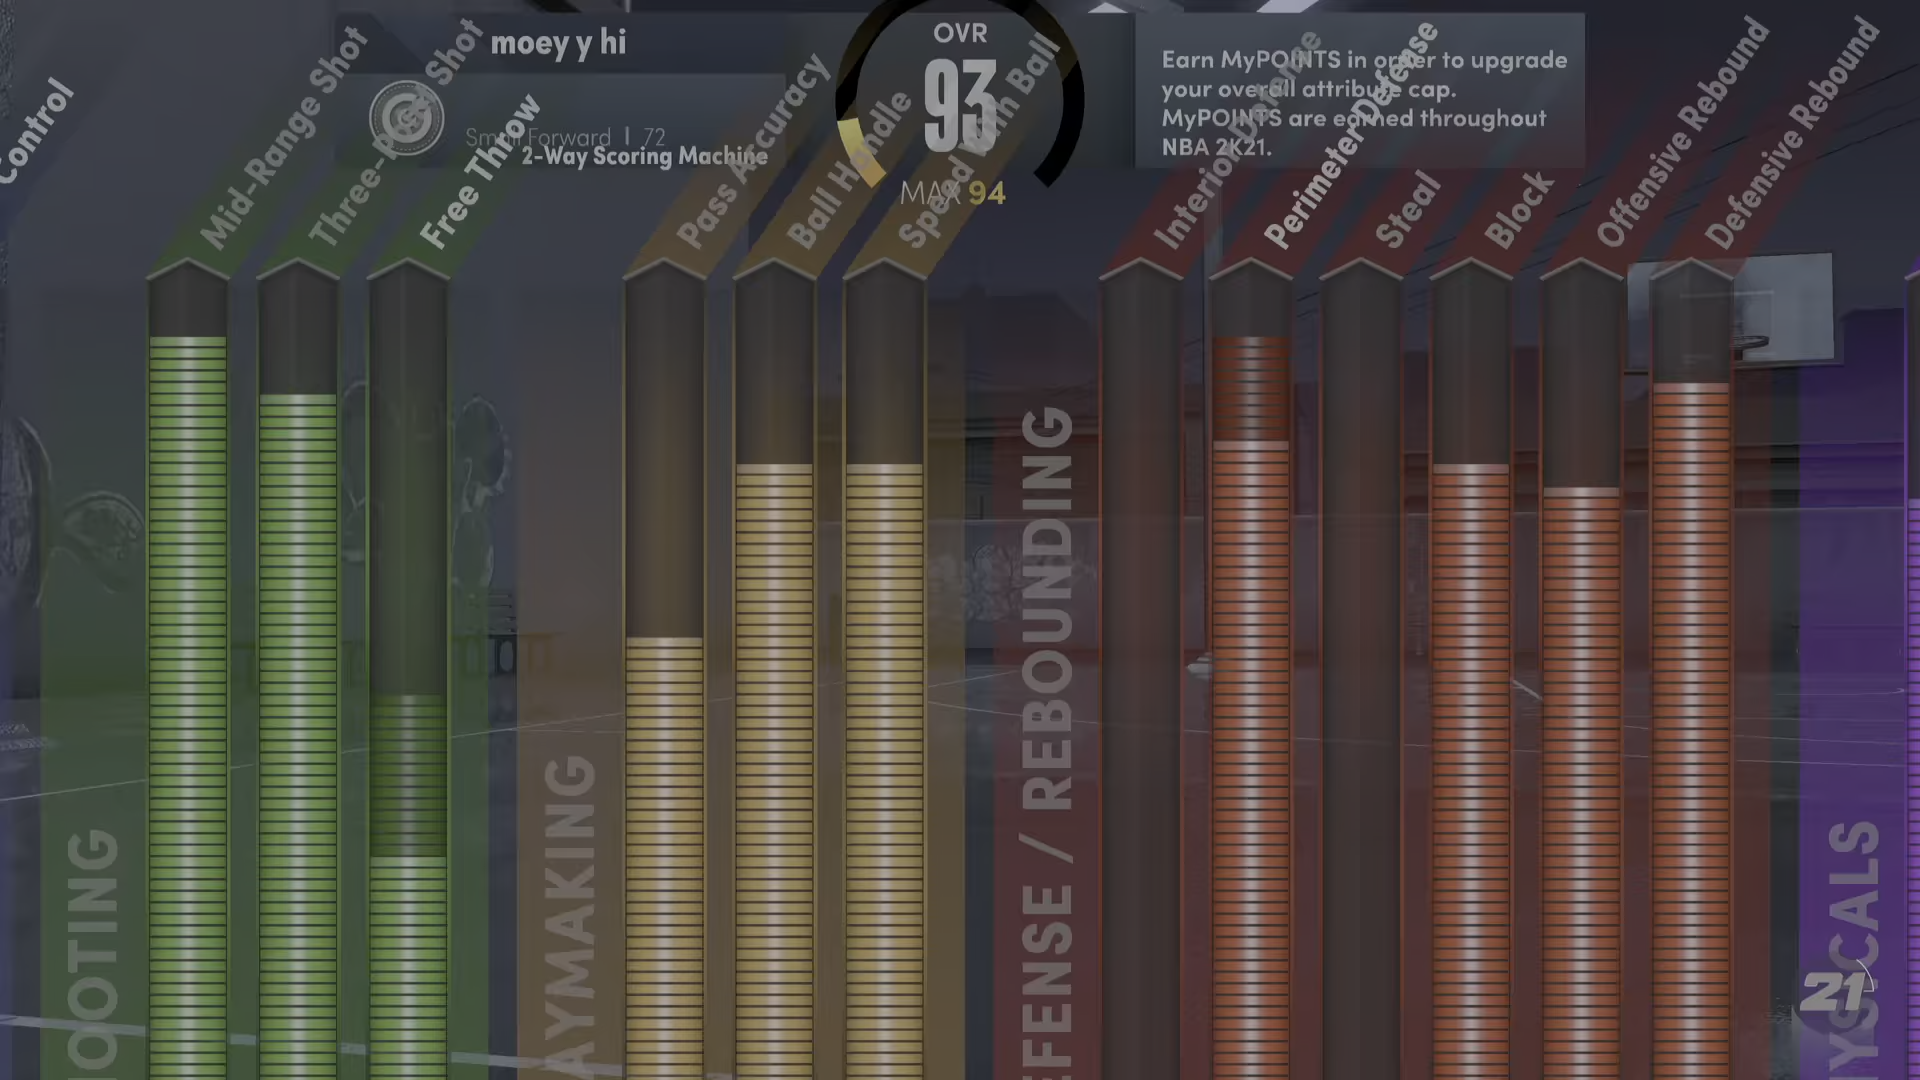 moey y hi
Small Forward | 72
2-Way Scoring Machine
OVR
93
MAX 94
Earn MyPOINTS in order to upgrade
your overall attribute cap.
MyPOINTS are earned throughout
NBA 2K21.
Control
Mid-Range Shot
Three-Point Shot
Free Throw
Pass Accuracy
Ball Handle
Speed With Ball
Interior Defense
Perimeter Defense
Steal
Block
Offensive Rebound
Defensive Rebound
OOTING
AYMAKING
EFENSE / REBOUNDING
YSICALS
21